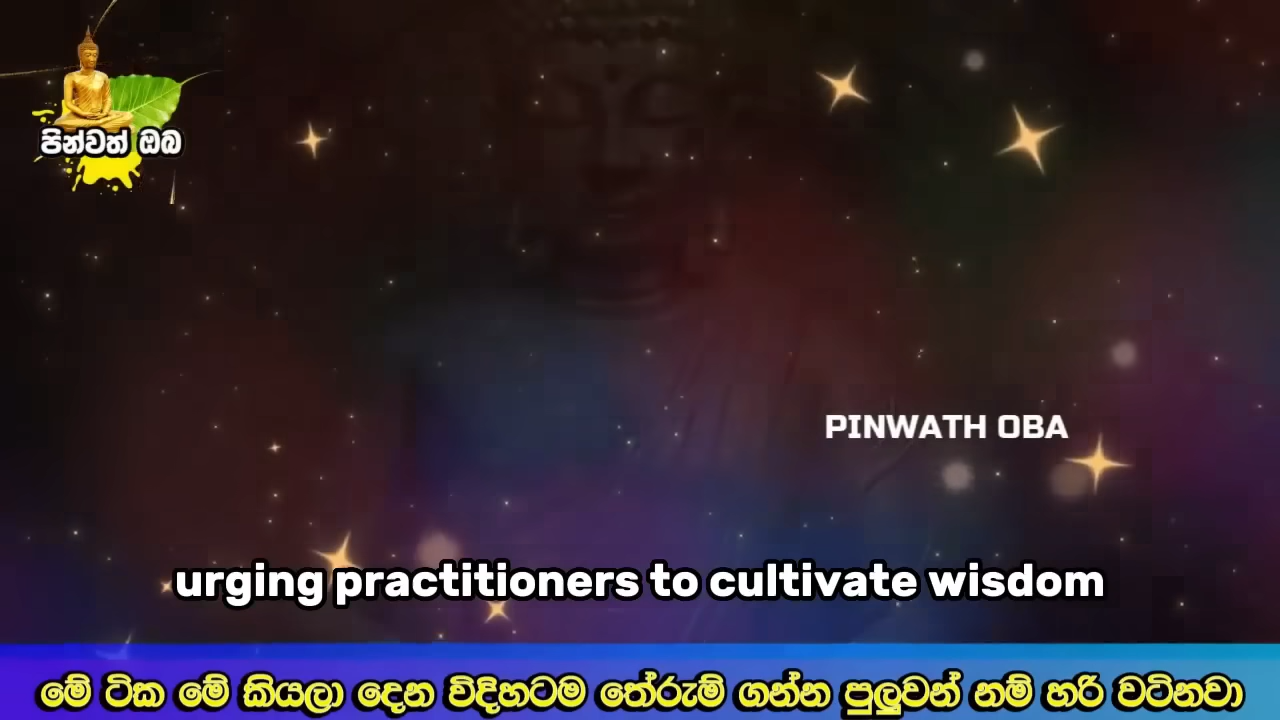 පින්වත් ඔබ
PINWATH OBA
urging practitioners to cultivate wisdom
මේ ටික මේ කියලා දෙන විදිහටම තේරුම් ගන්න පුලුවන් නම් හරි වටිනවා